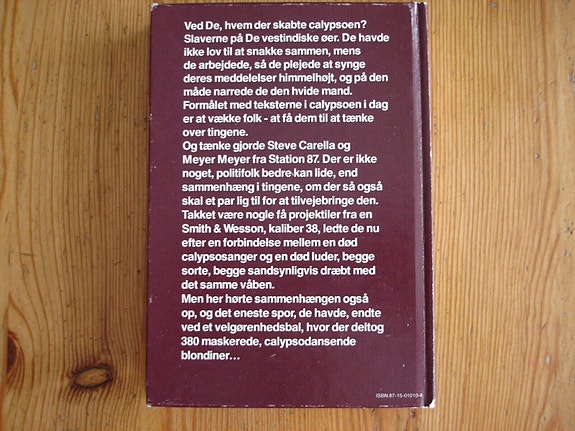 Ved De, hvem der skabte calypsoen?
Slaverne på De vestindiske øer. De havde
ikke lov til at snakke sammen, mens
de arbejdede, så de plejede at synge
deres meddelelser himmelhøjt, og på den
måde narrede de den hvide mand.
Formålet med teksterne i calypsoen i dag
er at vække folk - at få dem til at tænke
over tingene.
Og tænke gjorde Steve Carella og
Meyer Meyer fra Station 87. Der er ikke
noget, politifolk bedre kan lide, end
sammenhæng i tingene, om der så også
skal et par lig til for at tilvejebringe den.
Takket være nogle få projektiler fra en
Smith & Wesson, kaliber 38, ledte de nu
efter en forbindelse mellem en død
calypsosanger og en død luder, begge
sorte, begge sandsynligvis dræbt med
det samme våben.
Men her hørte sammenhængen også
op, og det eneste spor, de havde, endte
ved et velgørenhedsbal, hvor der deltog
380 maskerede, calypsodansende
blondiner...
ISBN 87-15-01010-4